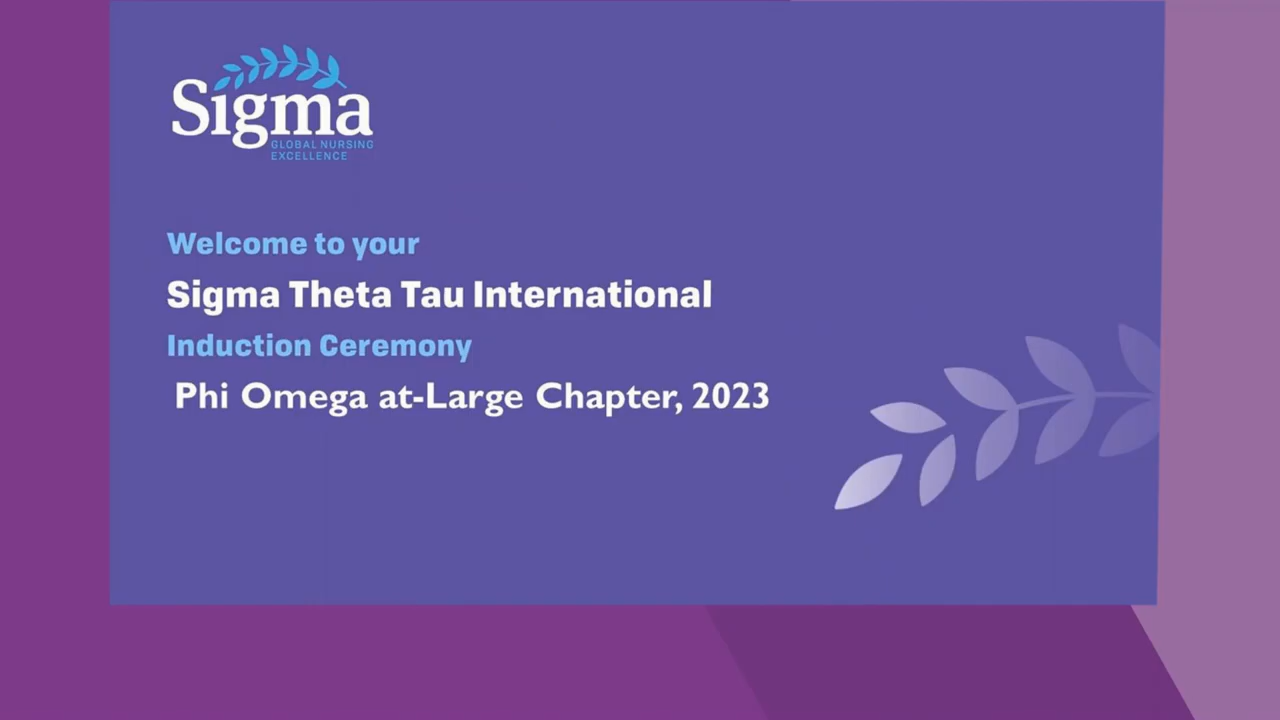 Sigma
GLOBAL NURSING
EXCELLENCE
Welcome to your
Sigma Theta Tau International
Induction Ceremony
Phi Omega at-Large Chapter, 2023